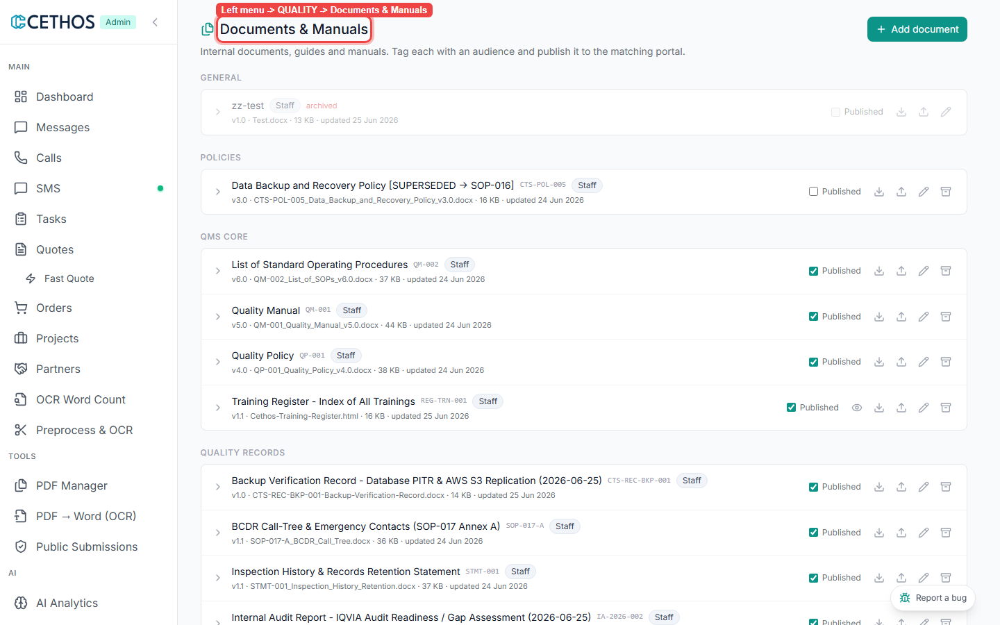 CETHOS Admin
MAIN
Dashboard
Messages
Calls
SMS
Tasks
Quotes
Fast Quote
Orders
Projects
Partners
OCR Word Count
Preprocess & OCR
TOOLS
PDF Manager
PDF → Word (OCR)
Public Submissions
AI
AI Analytics
Left menu -> QUALITY -> Documents & Manuals
Documents & Manuals
Add document
Internal documents, guides and manuals. Tag each with an audience and publish it to the matching portal.
GENERAL
zz-test Staff archived
v1.0 · Test.docx · 13 KB · updated 25 Jun 2026
Published
POLICIES
Data Backup and Recovery Policy [SUPERSEDED → SOP-016] CTS-POL-005 Staff
v3.0 · CTS-POL-005_Data_Backup_and_Recovery_Policy_v3.0.docx · 16 KB · updated 24 Jun 2026
Published
QMS CORE
List of Standard Operating Procedures QM-002 Staff
v6.0 · QM-002_List_of_SOPs_v6.0.docx · 37 KB · updated 24 Jun 2026
Published
Quality Manual QM-001 Staff
v5.0 · QM-001_Quality_Manual_v5.0.docx · 44 KB · updated 24 Jun 2026
Published
Quality Policy QP-001 Staff
v4.0 · QP-001_Quality_Policy_v4.0.docx · 38 KB · updated 24 Jun 2026
Published
Training Register - Index of All Trainings REG-TRN-001 Staff
v1.1 · Cethos-Training-Register.html · 16 KB · updated 25 Jun 2026
Published
QUALITY RECORDS
Backup Verification Record - Database PITR & AWS S3 Replication (2026-06-25) CTS-REC-BKP-001 Staff
v1.0 · CTS-REC-BKP-001-Backup-Verification-Record.docx · 14 KB · updated 25 Jun 2026
Published
BCDR Call-Tree & Emergency Contacts (SOP-017 Annex A) SOP-017-A Staff
v1.1 · SOP-017-A_BCDR_Call_Tree.docx · 36 KB · updated 24 Jun 2026
Published
Inspection History & Records Retention Statement STMT-001 Staff
v1.1 · STMT-001_Inspection_History_Retention.docx · 37 KB · updated 24 Jun 2026
Published
Internal Audit Report - IQVIA Audit Readiness / Gap Assessment (2026-06-25) IA-2026-002 Staff
Published
Report a bug